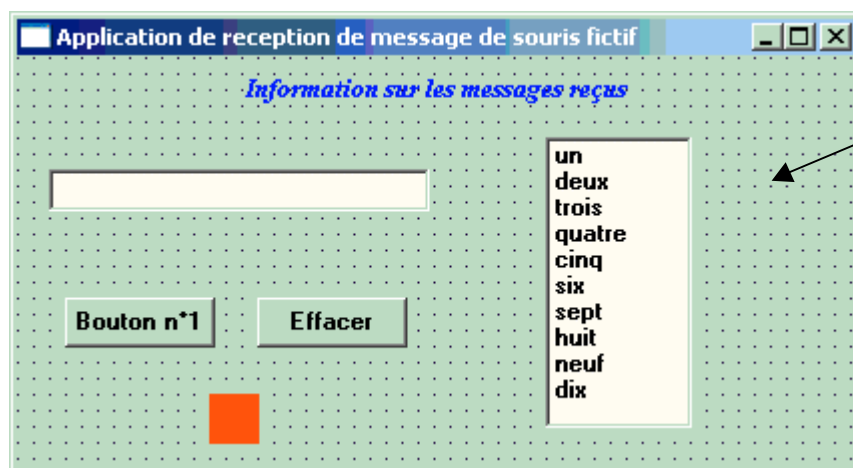 Application de reception de message de souris fictif
Information sur les messages reçus
un
deux
trois
quatre
cinq
six
sept
huit
neuf
dix
Bouton n°1
Effacer